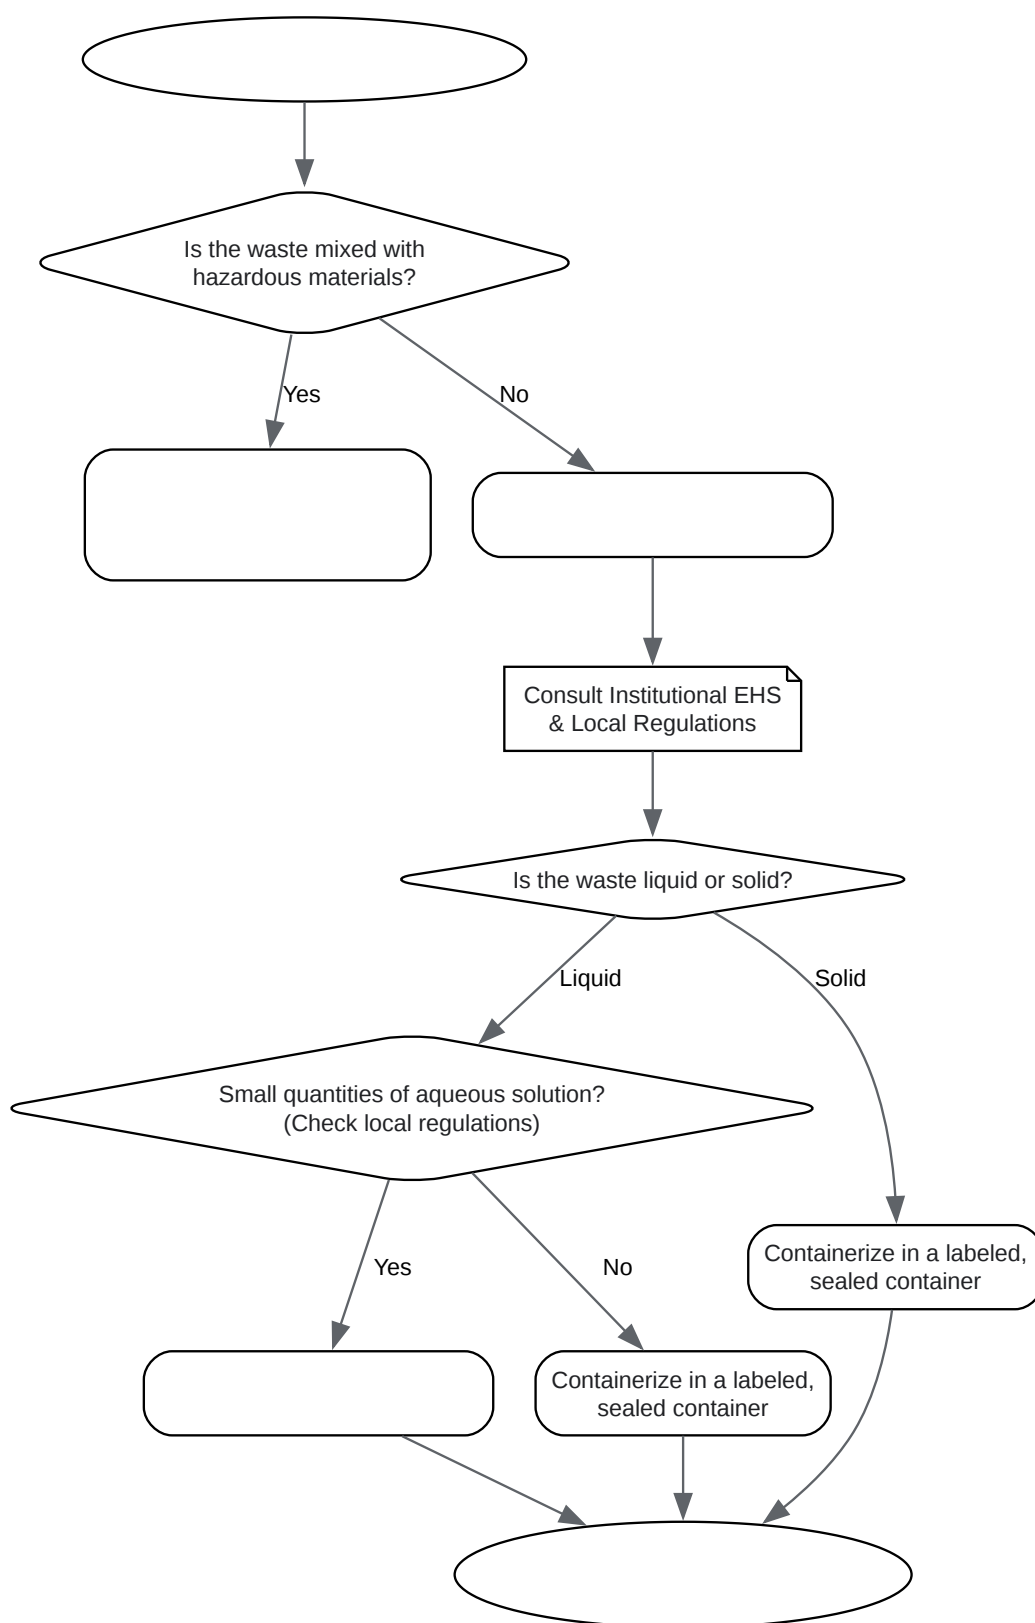 Is the waste mixed with
hazardous materials?
Yes
No
Consult Institutional EHS
& Local Regulations
Is the waste liquid or solid?
Liquid
Solid
Small quantities of aqueous solution?
(Check local regulations)
Yes
No
Containerize in a labeled,
sealed container
Containerize in a labeled,
sealed container